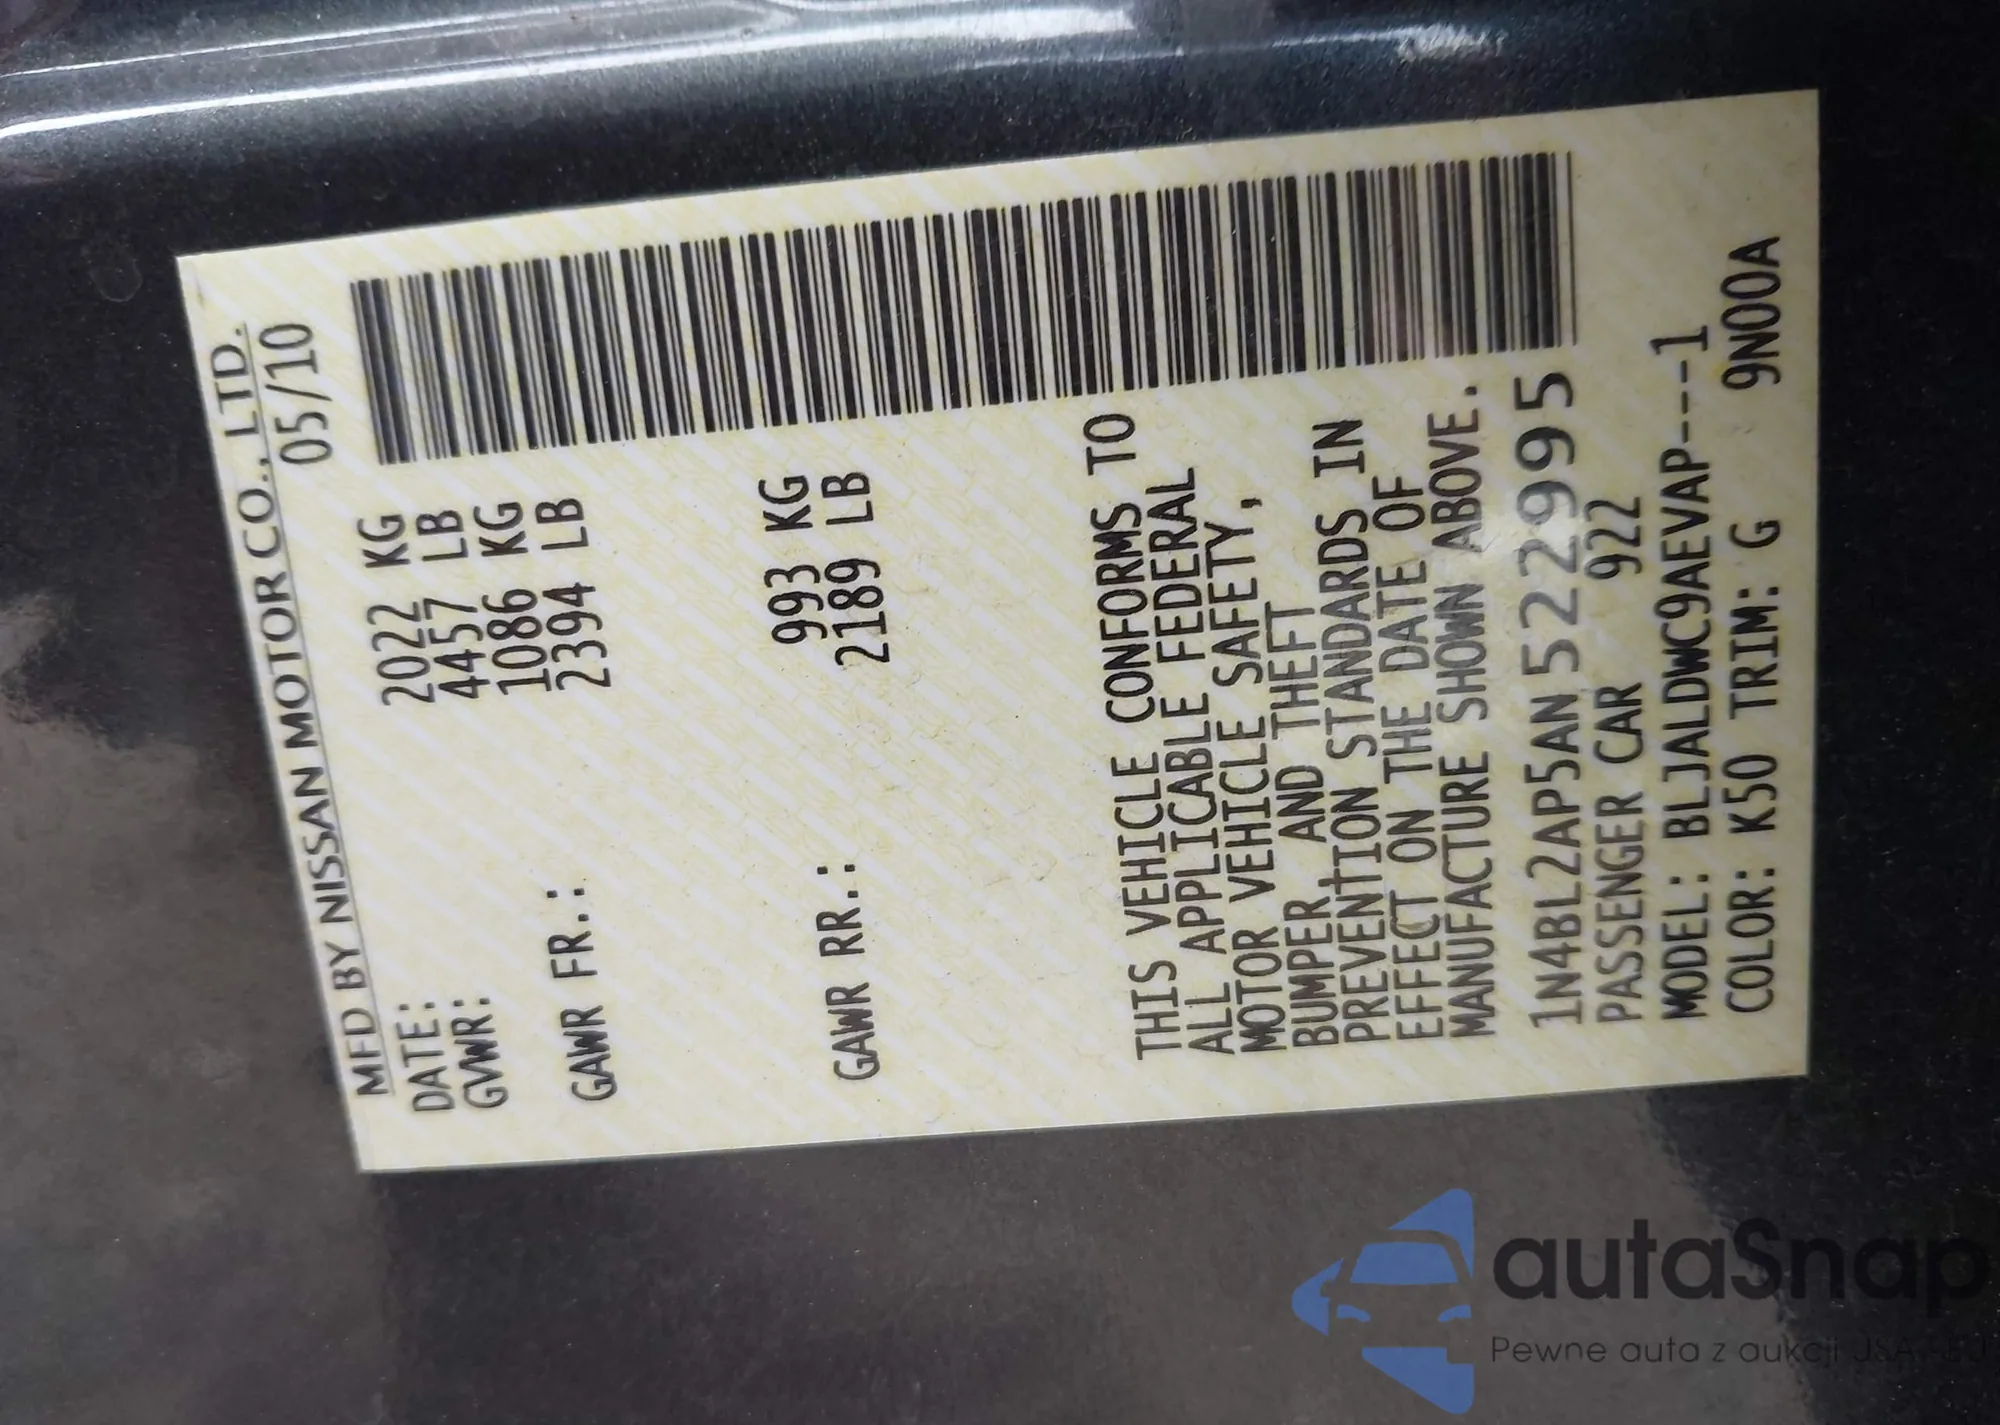 MFD BY NISSAN MOTOR CO., LTD.
DATE: 05/10
GVWR: 2022 KG
4457 LB
GAWR FR.: 1086 KG
2394 LB
GAWR RR.: 993 KG
2189 LB
THIS VEHICLE CONFORMS TO
ALL APPLICABLE FEDERAL
MOTOR VEHICLE SAFETY,
BUMPER AND THEFT
PREVENTION STANDARDS IN
EFFECT ON THE DATE OF
MANUFACTURE SHOWN ABOVE.
1N4BL2AP5AN522995
PASSENGER CAR 922
MODEL: BLJALDWC9AEVAP---1
COLOR: K50 TRIM: G 9N00A
autaSnap
Pewne auta z aukcji USA i EU